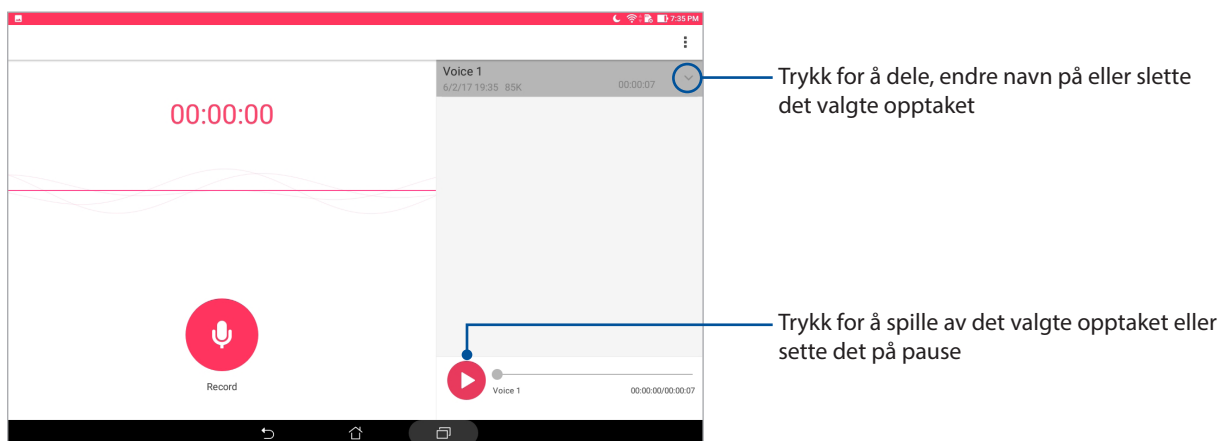 7:35 PM
Voice 1
6/2/17 19:35 85K
00:00:07
Trykk for å dele, endre navn på eller slette
det valgte opptaket
00:00:00
Trykk for å spille av det valgte opptaket eller
sette det på pause
Record
Voice 1
00:00:00/00:00:07